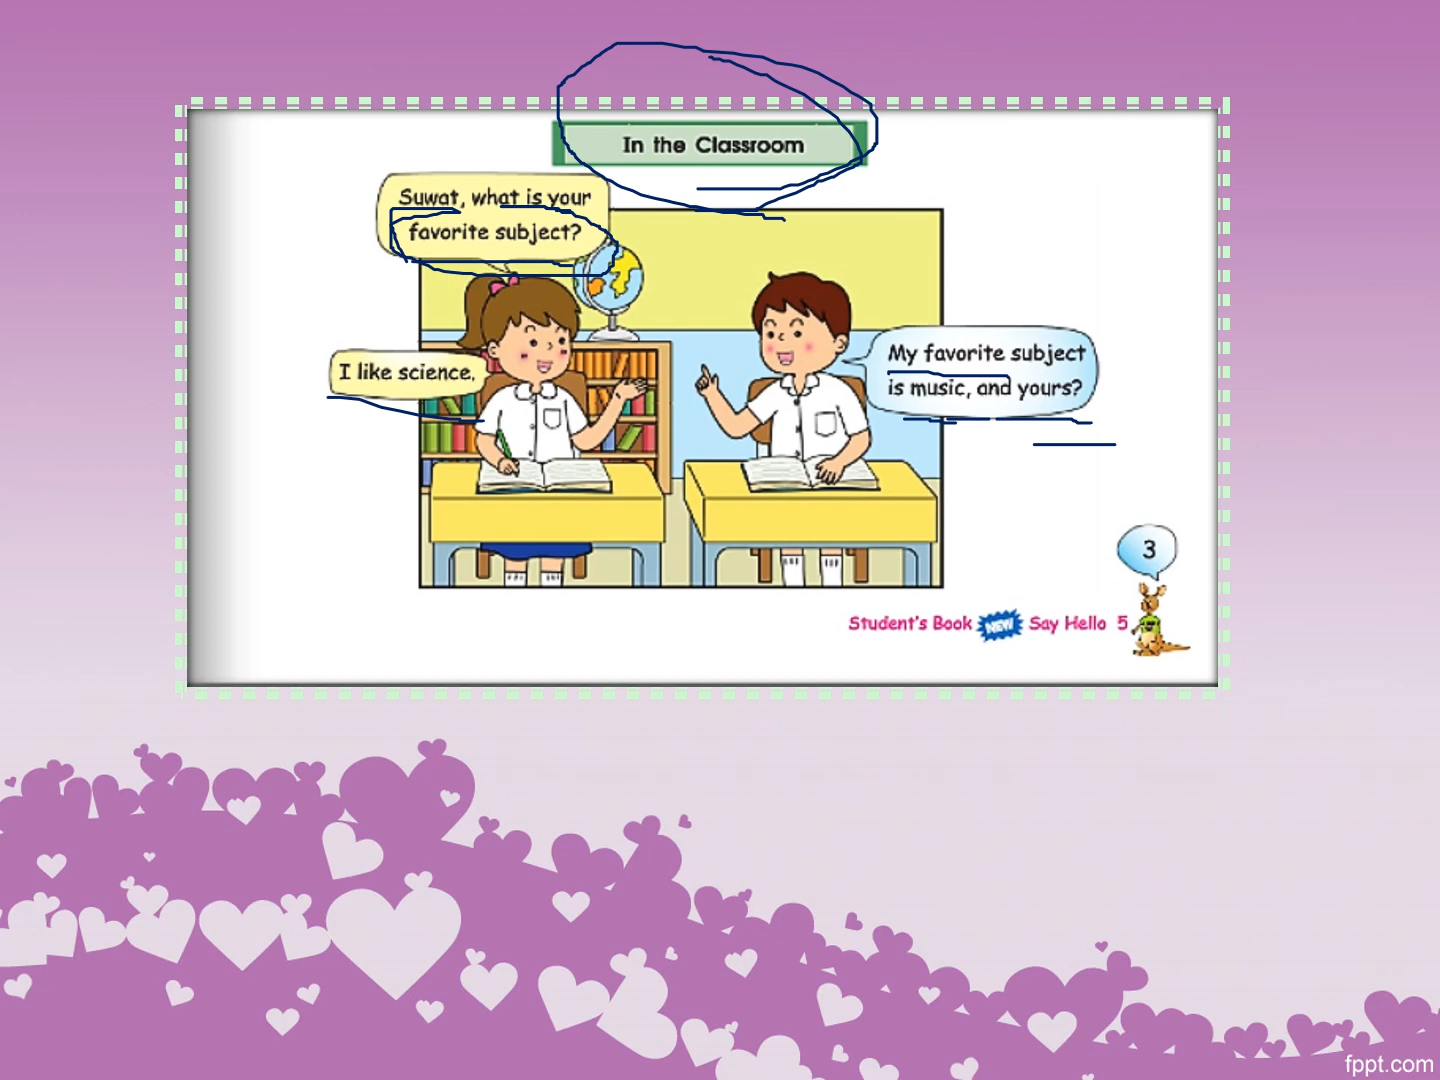 In the Classroom
Suwat, what is your
favorite subject?
My favorite subject
is music, and yours?
I like science.
3
Student's Book NEW Say Hello 5
fppt.com